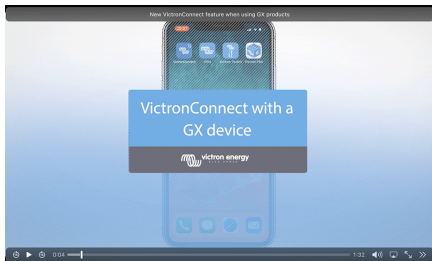 New VictronConnect feature when using GX products
VictronConnect with a
GX device
victron energy
0:04
1:32